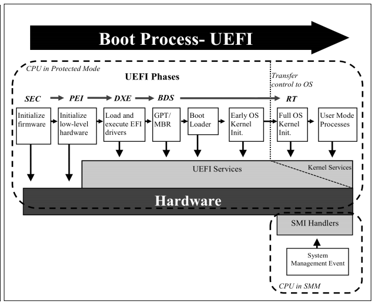 Boot Process- UEFI
CPU in Protected Mode
UEFI Phases
Transfer
control to OS
SEC
PEI
DXE
BDS
RT
Initialize
firmware
Initialize
low-level
hardware
Load and
execute EFI
drivers
GPT/
MBR
Boot
Loader
Early OS
Kernel
Init.
Full OS
Kernel
Init.
User Mode
Processes
UEFI Services
Kernel Services
Hardware
SMI Handlers
System
Management Event
CPU in SMM